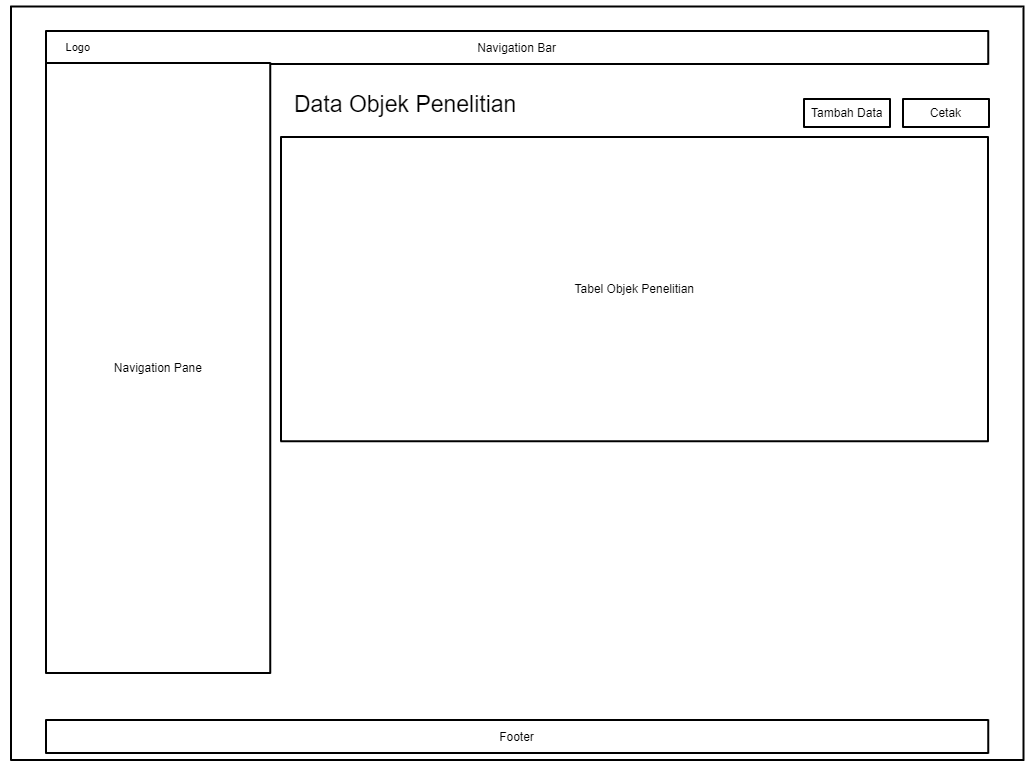 Logo
Navigation Bar
Data Objek Penelitian
Tambah Data
Cetak
Tabel Objek Penelitian
Navigation Pane
Footer